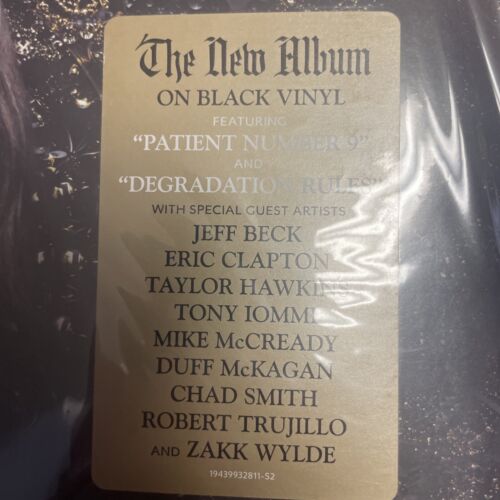 The New Album
ON BLACK VINYL
FEATURING
"PATIENT NUMBER 9"
AND
"DEGRADATION RULES"
WITH SPECIAL GUEST ARTISTS
JEFF BECK
ERIC CLAPTON
TAYLOR HAWKINS
TONY IOMMI
MIKE McCREADY
DUFF McKAGAN
CHAD SMITH
ROBERT TRUJILLO
AND ZAKK WYLDE
19439932811-S2